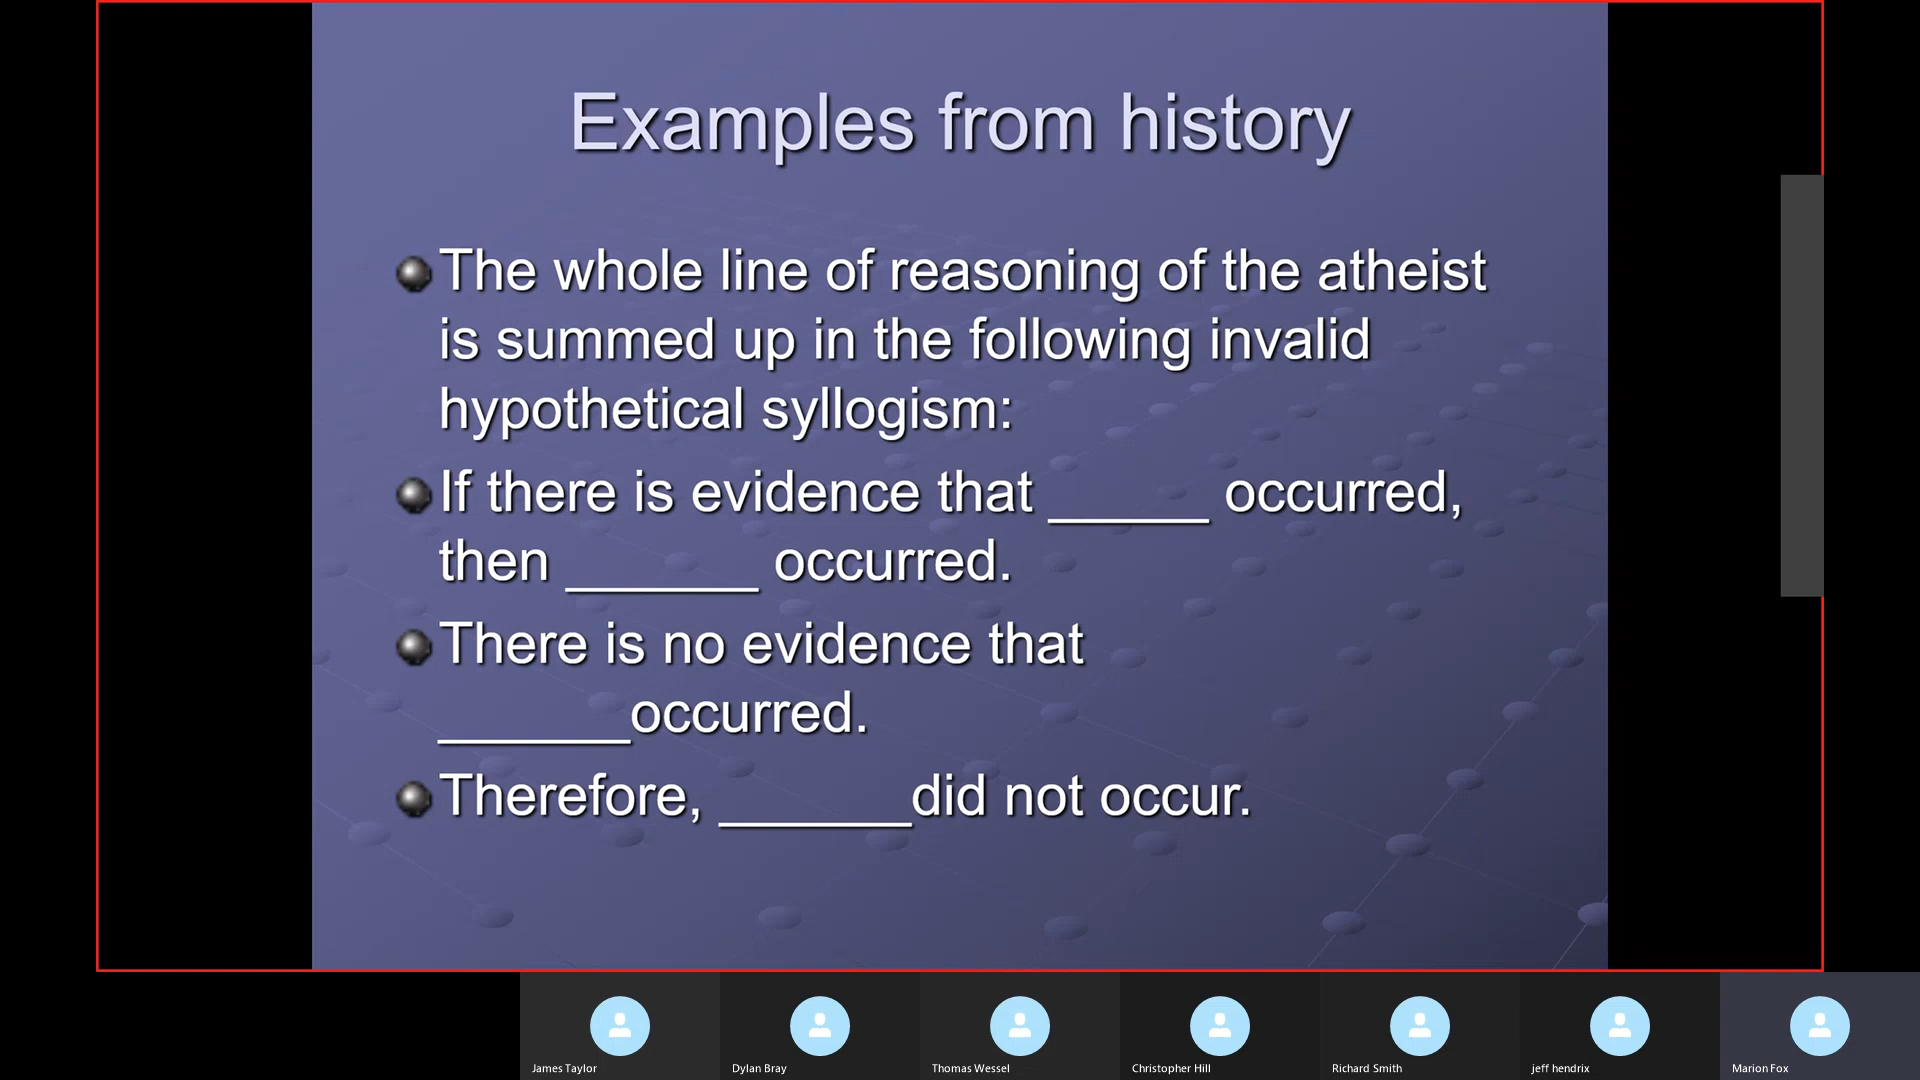 Examples from history
The whole line of reasoning of the atheist
is summed up in the following invalid
hypothetical syllogism:
If there is evidence that _____ occurred,
then ______ occurred.
There is no evidence that
______occurred.
Therefore, ______did not occur.
James Taylor
Dylan Bray
Thomas Wessel
Christopher Hill
Richard Smith
jeff hendrix
Marion Fox